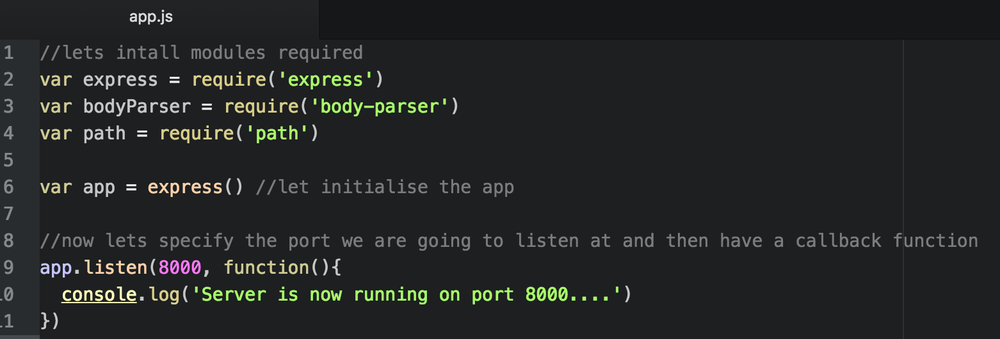 app.js
1 //lets intall modules required
2 var express = require('express')
3 var bodyParser = require('body-parser')
4 var path = require('path')
5
6 var app = express() //let initialise the app
7
8 //now lets specify the port we are going to listen at and then have a callback function
9 app.listen(8000, function(){
10   console.log('Server is now running on port 8000....')
11 })